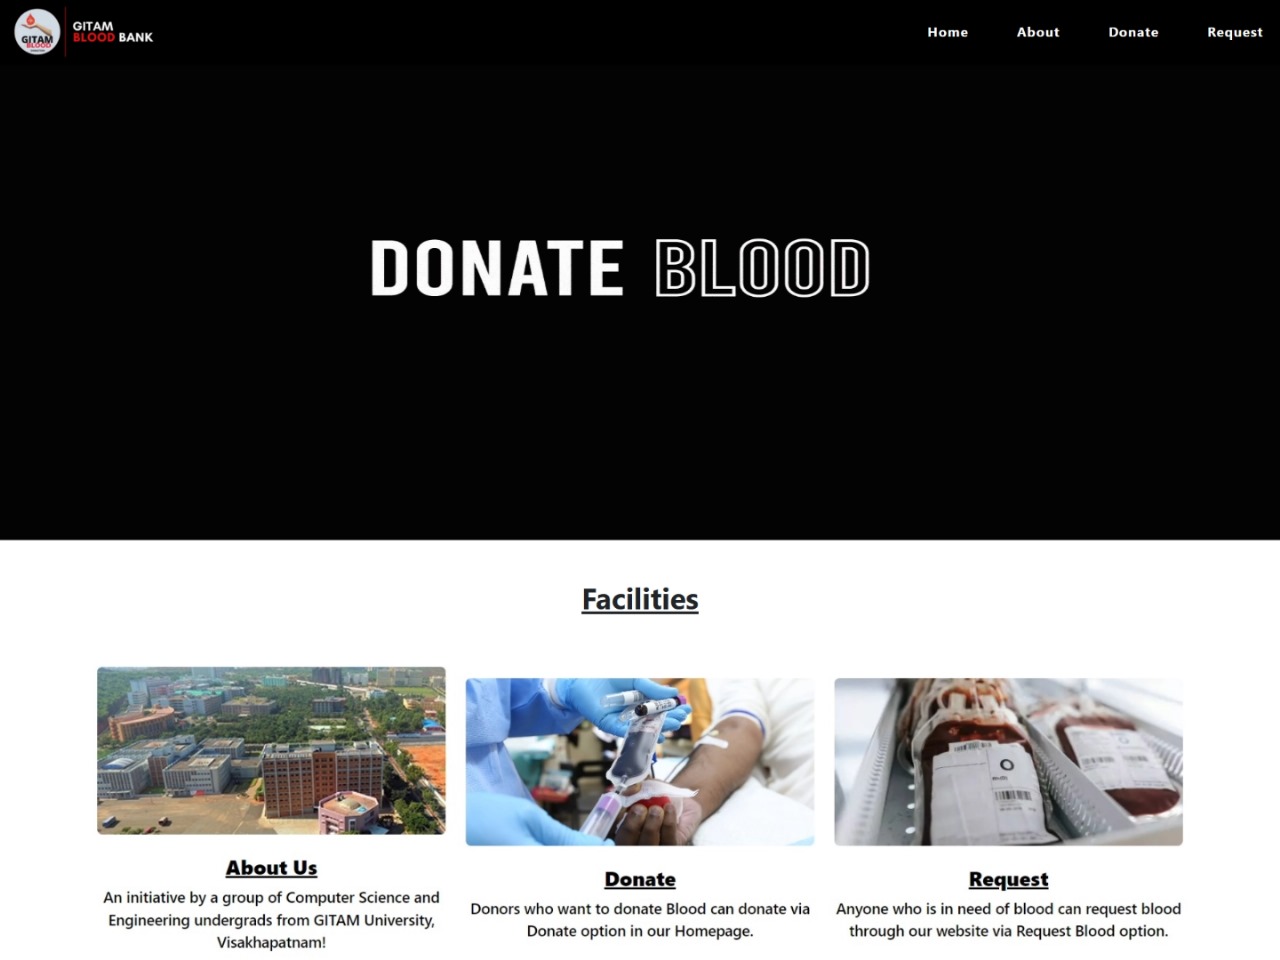 GITAM
BLOOD BANK
GITAM
BLOOD
Home
About
Donate
Request
DONATE BLOOD
Facilities
About Us
An initiative by a group of Computer Science and
Engineering undergrads from GITAM University,
Visakhapatnam!
Donate
Donors who want to donate Blood can donate via
Donate option in our Homepage.
O
Request
Anyone who is in need of blood can request blood
through our website via Request Blood option.